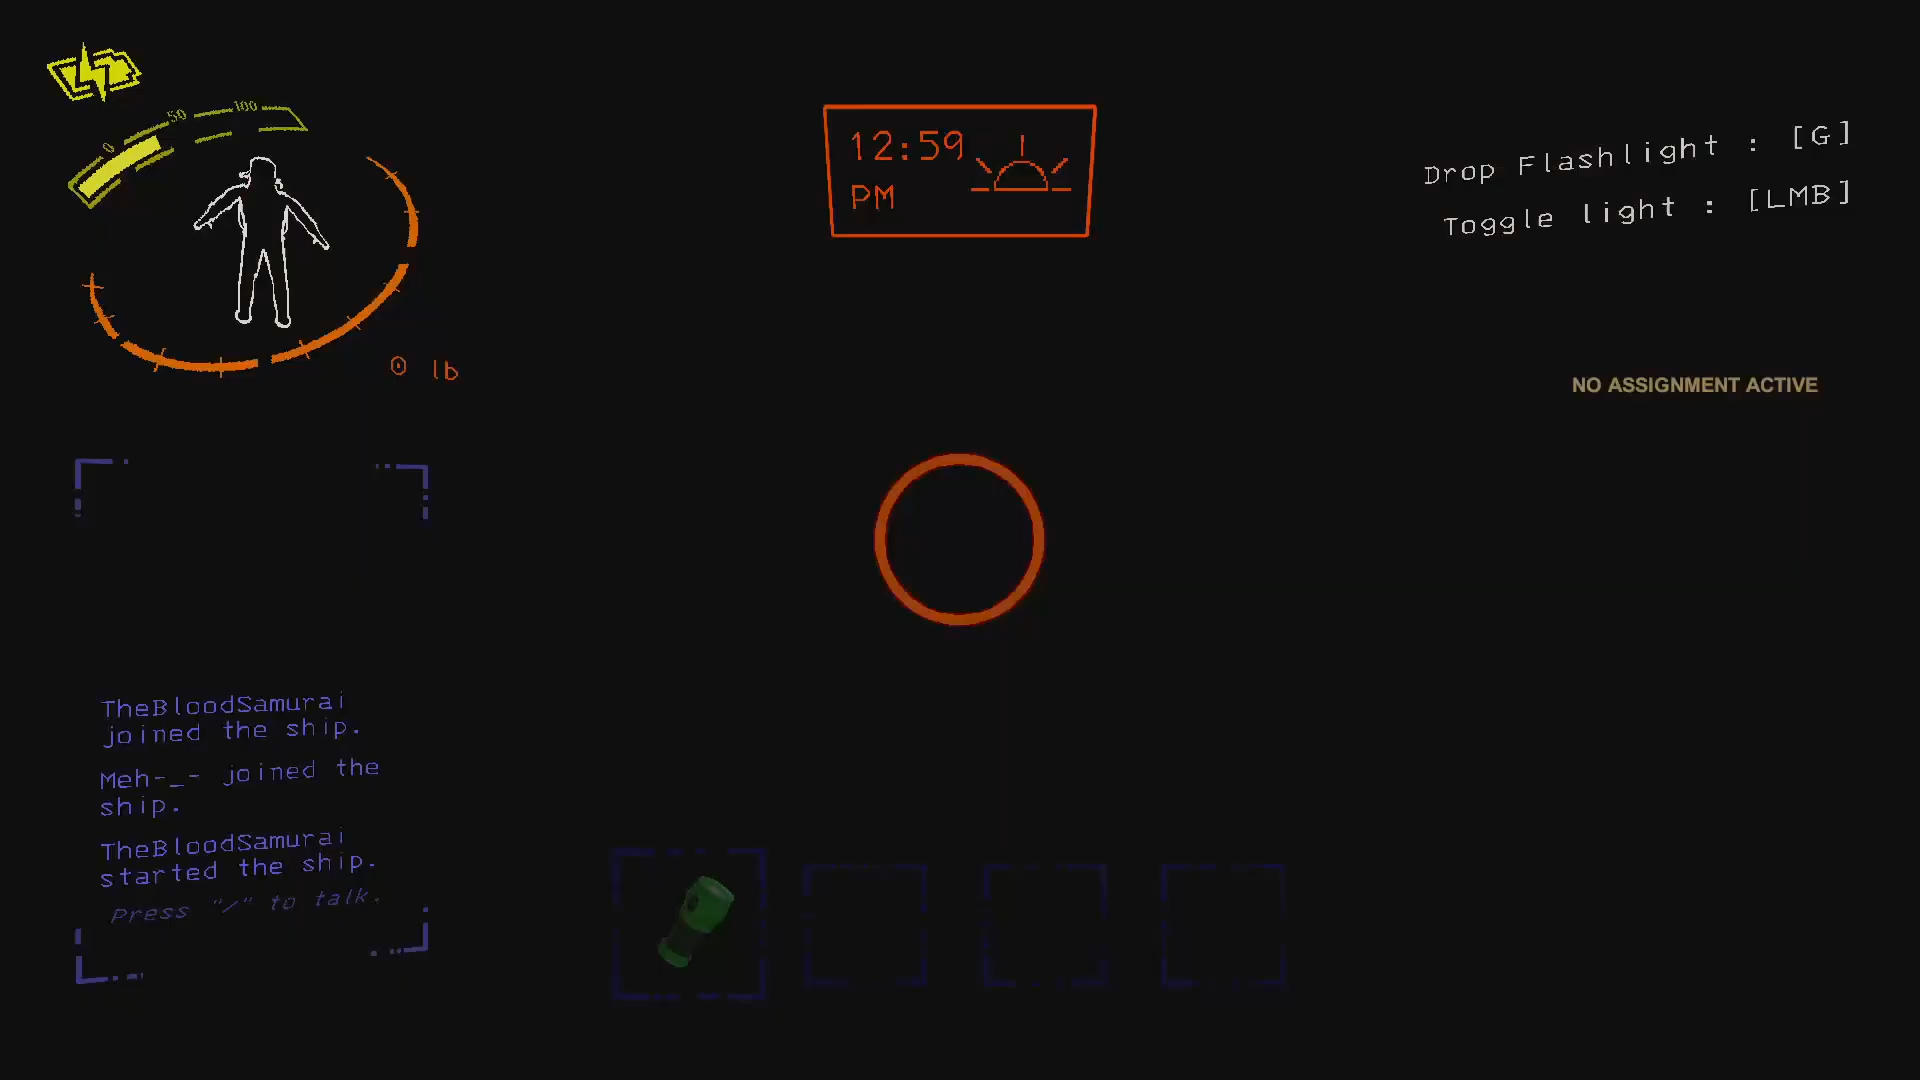 0 50 100
12:59
PM
Drop Flashlight : [G]
Toggle light : [LMB]
0 lb
NO ASSIGNMENT ACTIVE
TheBloodSamurai
joined the ship.
Meh-_- joined the
ship.
TheBloodSamurai
started the ship.
Press "/" to talk.